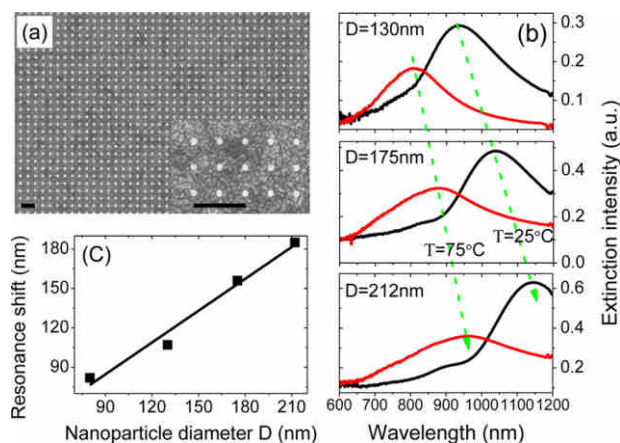 (a)
(b)
D=130nm
0.3
0.2
0.1
D=175nm
0.4
0.2
0.0
T=75°C
T=25°C
D=212nm
0.6
0.4
0.2
600 700 800 900 1000 1100 1200
Wavelength (nm)
Extinction intensity (a.u.)
(C)
180
150
120
90
60 90 120 150 180 210
Nanoparticle diameter D (nm)
Resonance shift (nm)